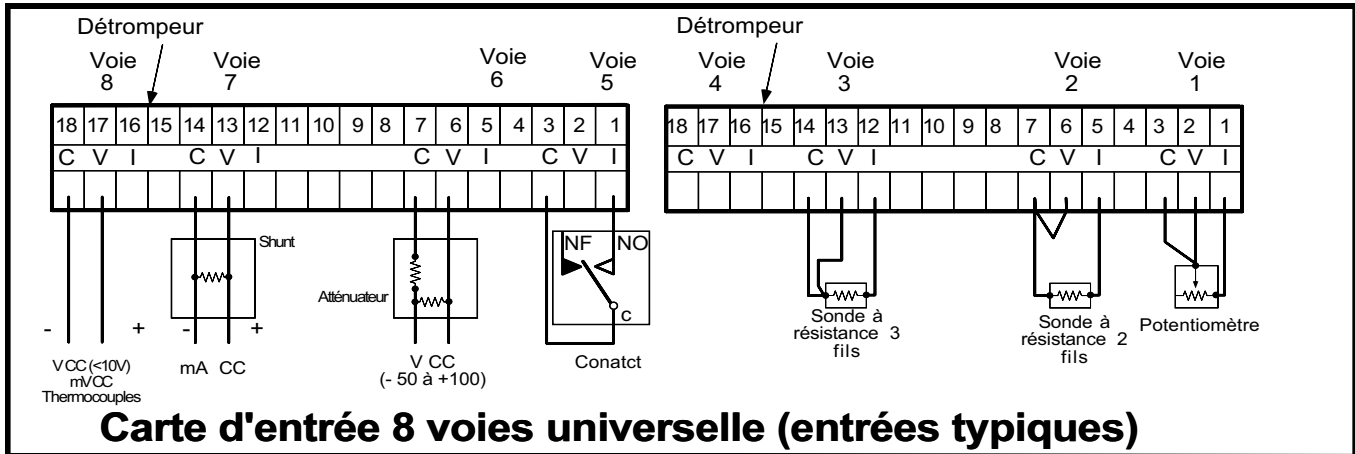 Détrompeur
Détrompeur
Voie 8
Voie 7
Voie 6
Voie 5
Voie 4
Voie 3
Voie 2
Voie 1
18 17 16 15 14 13 12 11 10 9 8 7 6 5 4 3 2 1
18 17 16 15 14 13 12 11 10 9 8 7 6 5 4 3 2 1
C V I C V I C V I C V I
C V I C V I C V I C V I
Shunt
NF NO
Atténuateur
c
- +
- +
V CC (<10V)
mVCC
Thermocouples
mA CC
V CC
(- 50 à +100)
Conatct
Sonde à
résistance 3
fils
Sonde à
résistance 2
fils
Potentiomètre
Carte d'entrée 8 voies universelle (entrées typiques)